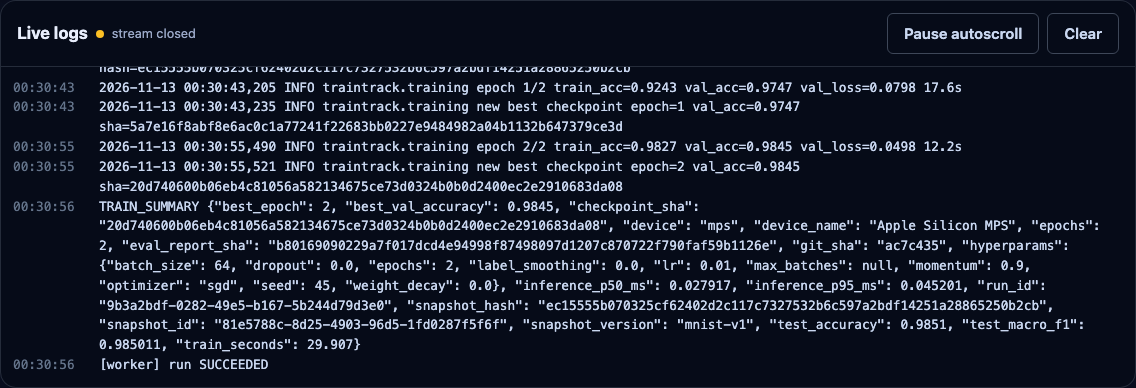 Live logs stream closed Pause autoscroll Clear
00:30:43 2026-11-13 00:30:43,205 INFO traintrack.training epoch 1/2 train_acc=0.9243 val_acc=0.9747 val_loss=0.0798 17.6s
00:30:43 2026-11-13 00:30:43,235 INFO traintrack.training new best checkpoint epoch=1 val_acc=0.9747
sha=5a7e16f8abf8e6ac0c1a77241f22683bb0227e9484982a04b1132b647379ce3d
00:30:55 2026-11-13 00:30:55,490 INFO traintrack.training epoch 2/2 train_acc=0.9827 val_acc=0.9845 val_loss=0.0498 12.2s
00:30:55 2026-11-13 00:30:55,521 INFO traintrack.training new best checkpoint epoch=2 val_acc=0.9845
sha=20d740600b06eb4c81056a582134675ce73d0324b0b0d2400ec2e2910683da08
00:30:56 TRAIN_SUMMARY {"best_epoch": 2, "best_val_accuracy": 0.9845, "checkpoint_sha":
"20d740600b06eb4c81056a582134675ce73d0324b0b0d2400ec2e2910683da08", "device": "mps", "device_name": "Apple Silicon MPS", "epochs":
2, "eval_report_sha": "b80169090229a7f017dcd4e94998f87498097d1207c870722f790faf59b1126e", "git_sha": "ac7c435", "hyperparams":
{"batch_size": 64, "dropout": 0.0, "epochs": 2, "label_smoothing": 0.0, "lr": 0.01, "max_batches": null, "momentum": 0.9,
"optimizer": "sgd", "seed": 45, "weight_decay": 0.0}, "inference_p50_ms": 0.027917, "inference_p95_ms": 0.045201, "run_id":
"9b3a2bdf-0282-49e5-b167-5b244d79d3e0", "snapshot_hash": "ec15555b070325cf62402d2c117c7327532b6c597a2bdf14251a28865250b2cb",
"snapshot_id": "81e5788c-8d25-4903-96d5-1fd0287f5f6f", "snapshot_version": "mnist-v1", "test_accuracy": 0.9851, "test_macro_f1":
0.985011, "train_seconds": 29.907}
00:30:56 [worker] run SUCCEEDED